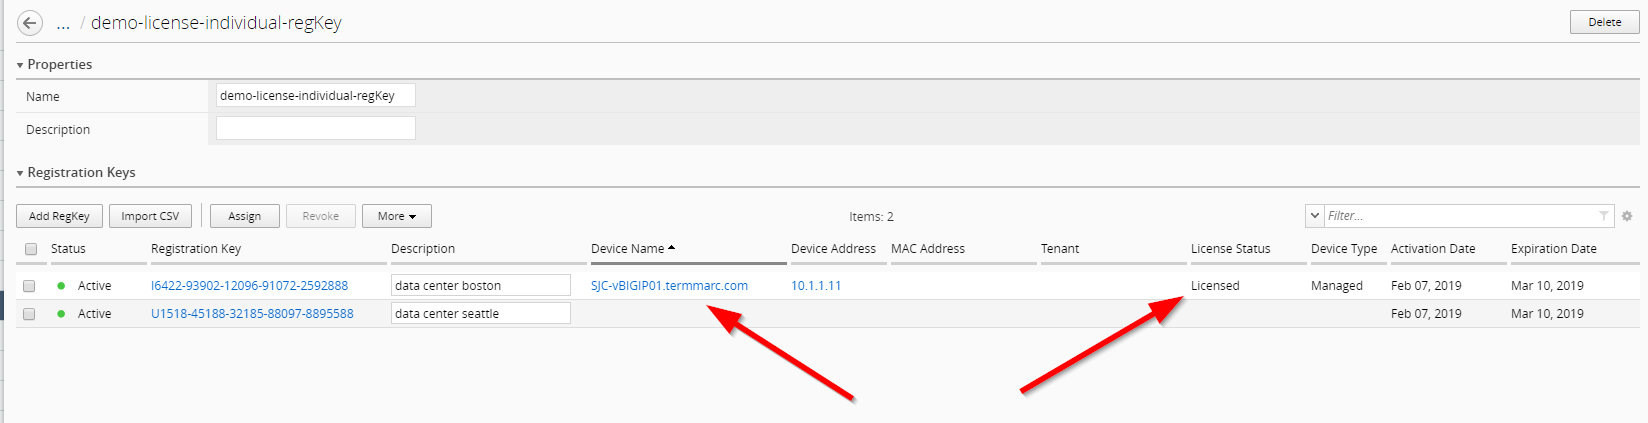 ... / demo-license-individual-regKey Delete
Properties
Name demo-license-individual-regKey
Description
Registration Keys
Add RegKey Import CSV Assign Revoke More Items: 2 Filter...
Status Registration Key Description Device Name Device Address MAC Address Tenant License Status Device Type Activation Date Expiration Date
Active I6422-93902-12096-91072-2592888 data center boston SJC-vBIGIP01.termmarc.com 10.1.1.11 Licensed Managed Feb 07, 2019 Mar 10, 2019
Active U1518-45188-32185-88097-8895588 data center seattle Feb 07, 2019 Mar 10, 2019